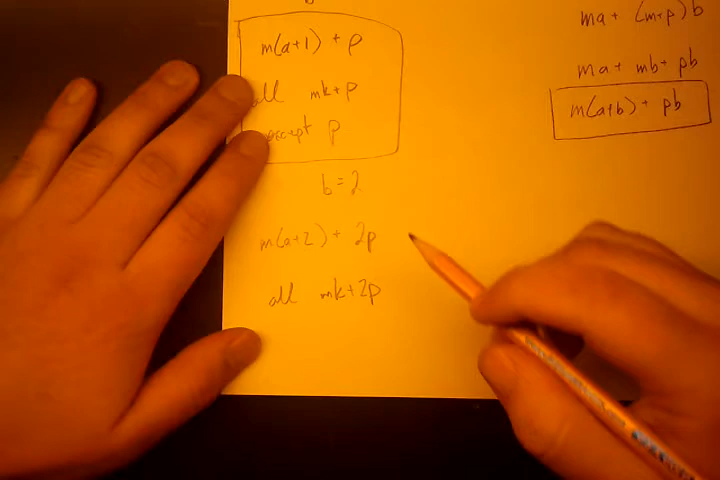 m(a+1) + p
all mk+p
except p
b=2
m(a+2) + 2p
all mk+2p
ma + (m+p)b
ma + mb + pb
m(a+b) + pb